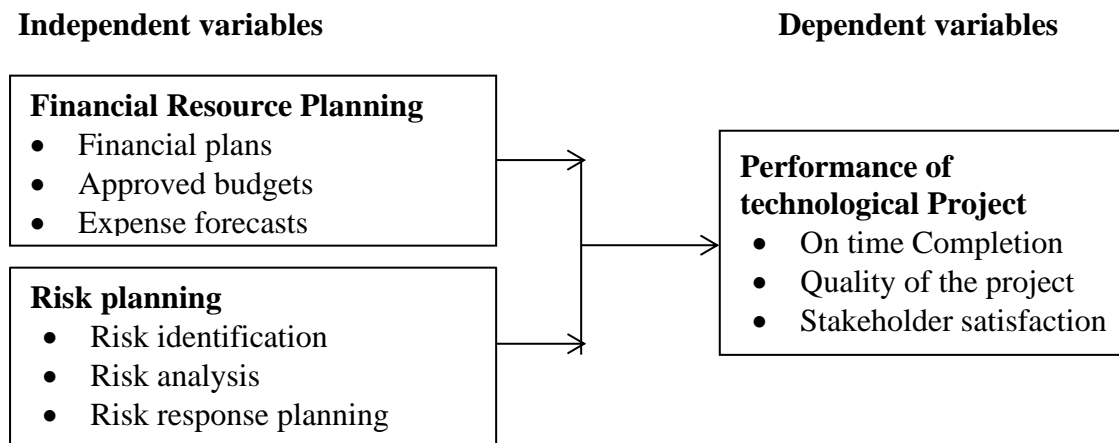 Independent variables
Dependent variables
Financial Resource Planning
• Financial plans
• Approved budgets
• Expense forecasts
Risk planning
• Risk identification
• Risk analysis
• Risk response planning
Performance of
technological Project
• On time Completion
• Quality of the project
• Stakeholder satisfaction